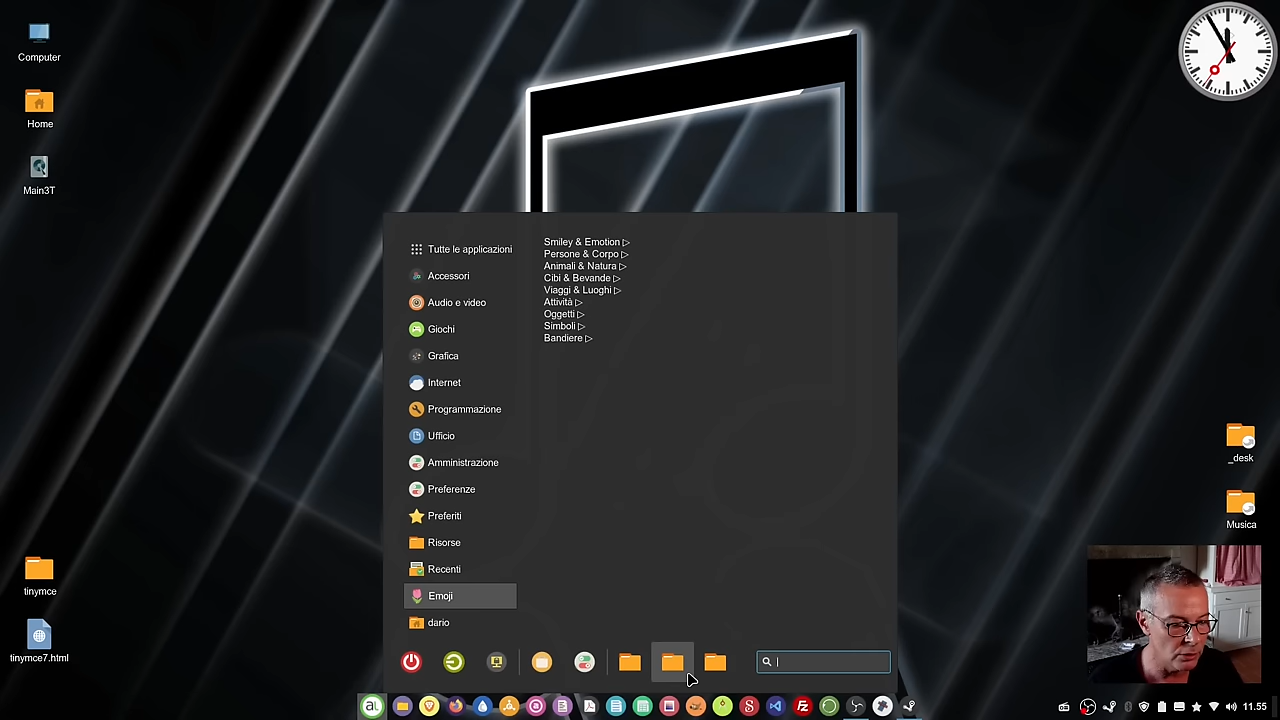 Computer
Home
Main3T
Tutte le applicazioni
Accessori
Audio e video
Giochi
Grafica
Internet
Programmazione
Ufficio
Amministrazione
Preferenze
Preferiti
Risorse
Recenti
Emoji
dario
Smiley & Emotion ▷
Persone & Corpo ▷
Animali & Natura ▷
Cibi & Bevande ▷
Viaggi & Luoghi ▷
Attività ▷
Oggetti ▷
Simboli ▷
Bandiere ▷
_desk
Musica
tinymce
tinymce7.html
al
11.55